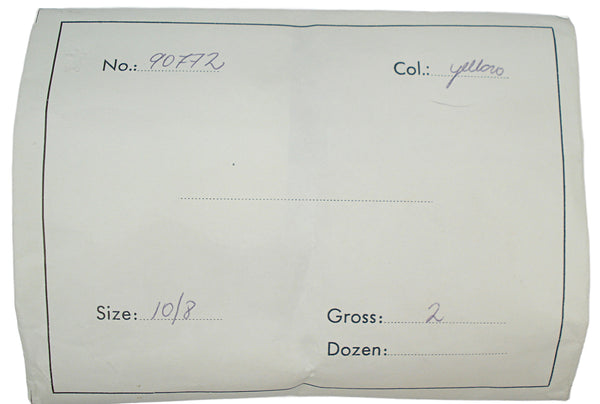 No.: 90772 Col.: yellow
Size: 10/8 Gross: 2
Dozen: